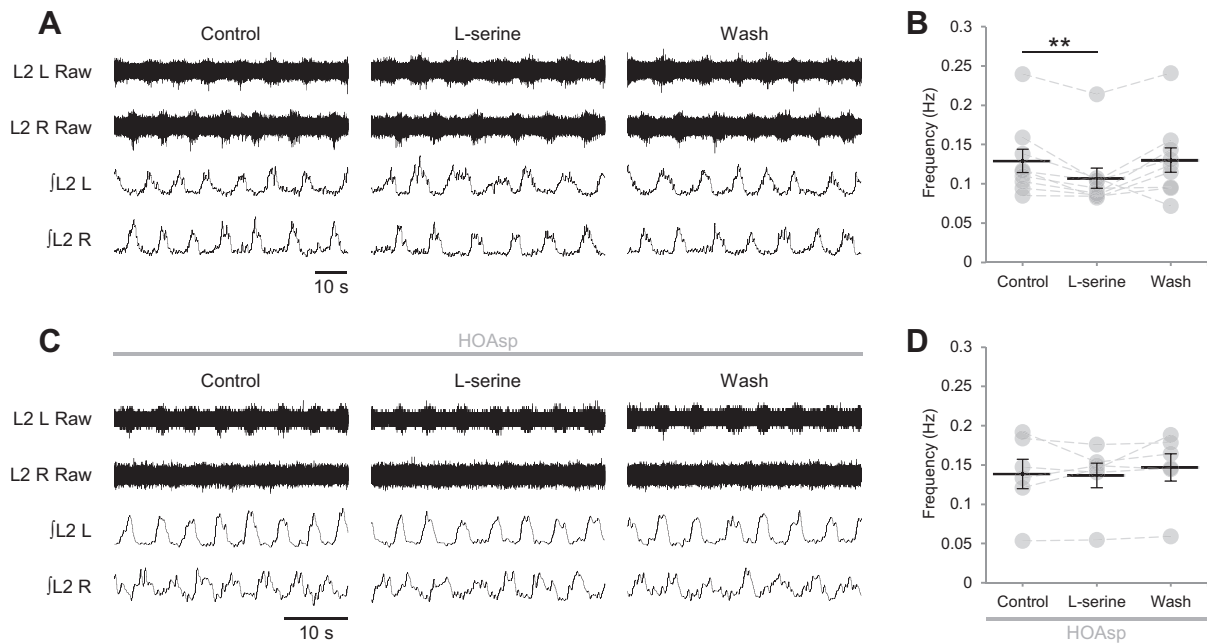 A
Control L-serine Wash
L2 L Raw
L2 R Raw
∫L2 L
∫L2 R
10 s
B
**
Frequency (Hz)
0.3
0.25
0.2
0.15
0.1
0.05
0
Control L-serine Wash
C
HOAsp
Control L-serine Wash
L2 L Raw
L2 R Raw
∫L2 L
∫L2 R
10 s
D
Frequency (Hz)
0.3
0.25
0.2
0.15
0.1
0.05
0
Control L-serine Wash
HOAsp